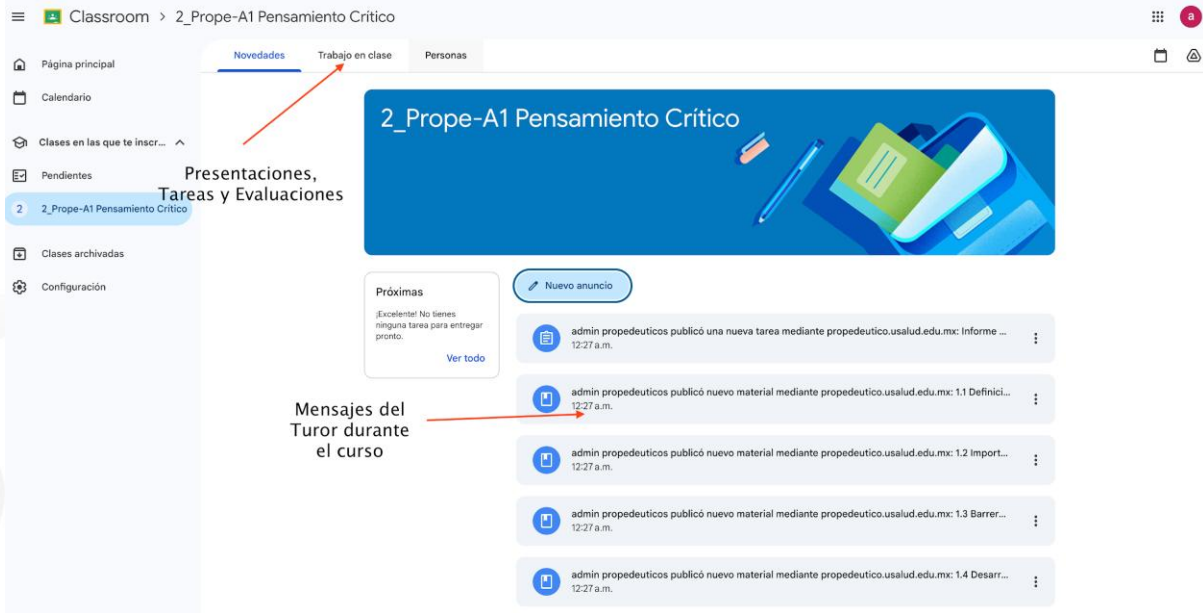 Classroom > 2_Prope-A1 Pensamiento Crítico
a
Novedades Trabajo en clase Personas
Página principal
Calendario
Clases en las que te inscr...
Pendientes
2 2_Prope-A1 Pensamiento Crítico
Clases archivadas
Configuración
Presentaciones,
Tareas y Evaluaciones
2_Prope-A1 Pensamiento Crítico
Próximas
¡Excelente! No tienes
ninguna tarea para entregar
pronto.
Ver todo
Nuevo anuncio
admin propedeuticos publicó una nueva tarea mediante propedeutico.usalud.edu.mx: Informe ...
12:27 a.m.
admin propedeuticos publicó nuevo material mediante propedeutico.usalud.edu.mx: 1.1 Definici...
12:27 a.m.
Mensajes del
Turor durante
el curso
admin propedeuticos publicó nuevo material mediante propedeutico.usalud.edu.mx: 1.2 Import...
12:27 a.m.
admin propedeuticos publicó nuevo material mediante propedeutico.usalud.edu.mx: 1.3 Barrer...
12:27 a.m.
admin propedeuticos publicó nuevo material mediante propedeutico.usalud.edu.mx: 1.4 Desarr...
12:27 a.m.